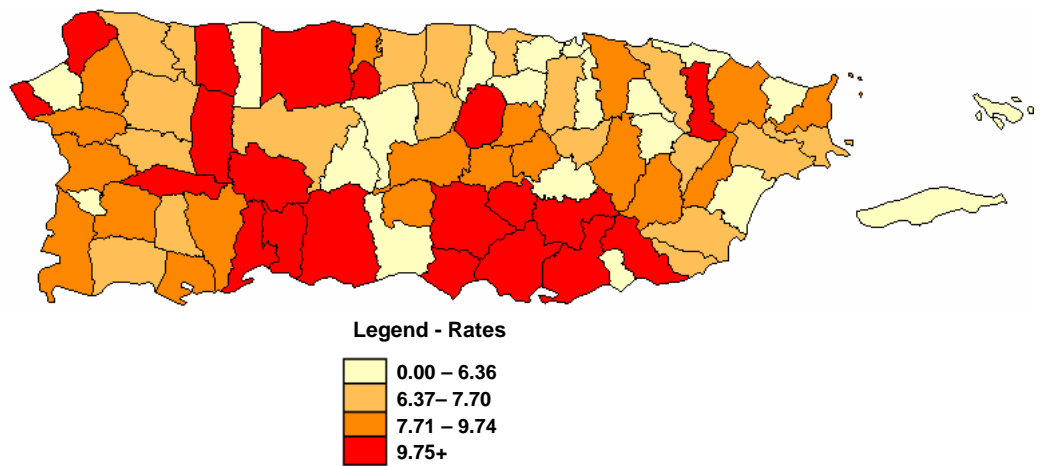 Legend - Rates
0.00 – 6.36
6.37– 7.70
7.71 – 9.74
9.75+